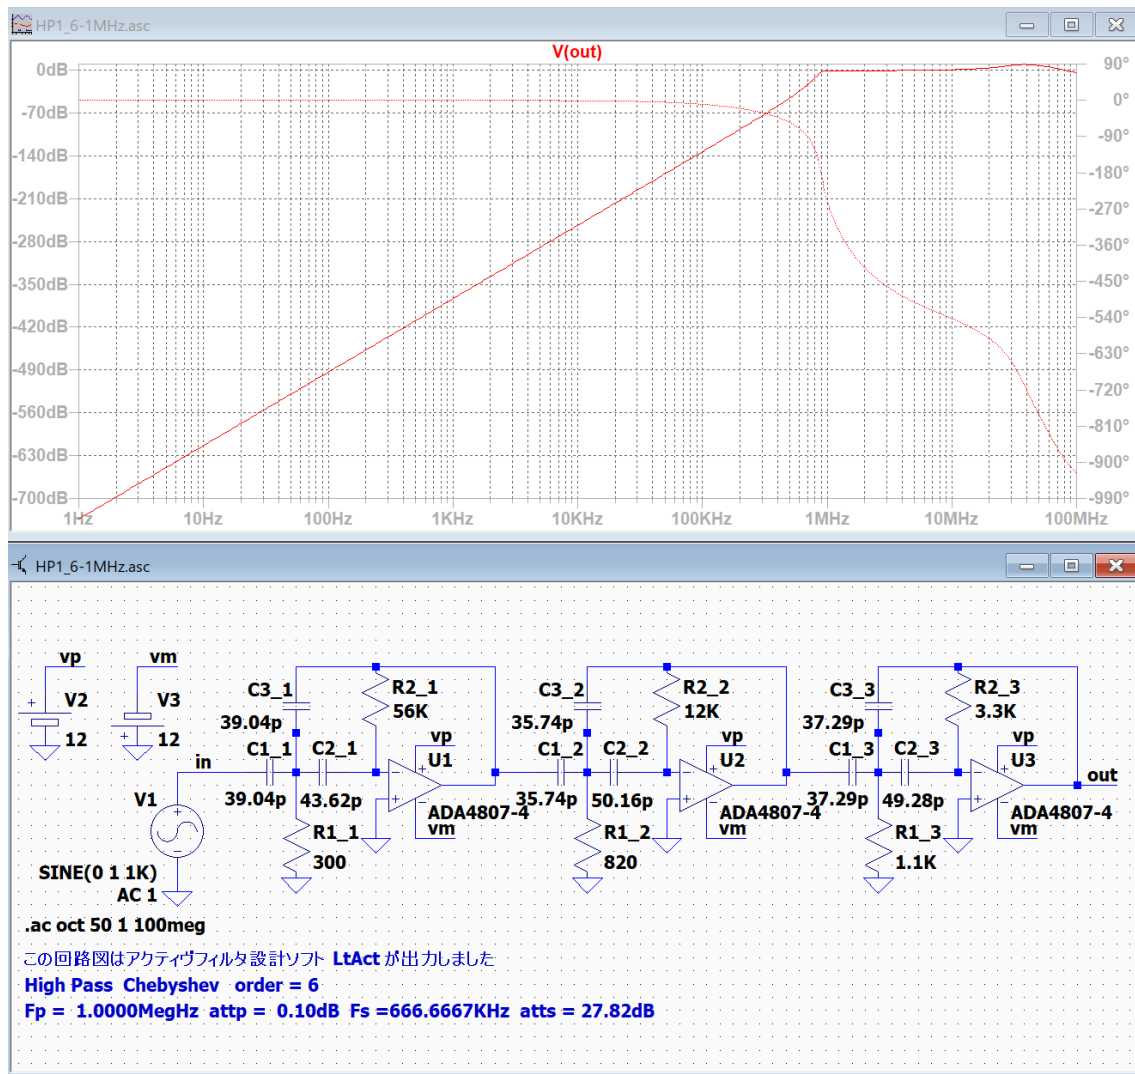 HP1_6-1MHz.asc
V(out)
0dB
-70dB
-140dB
-210dB
-280dB
-350dB
-420dB
-490dB
-560dB
-630dB
-700dB
90°
0°
-90°
-180°
-270°
-360°
-450°
-540°
-630°
-720°
-810°
-900°
-990°
1Hz 10Hz 100Hz 1KHz 10KHz 100KHz 1MHz 10MHz 100MHz
HP1_6-1MHz.asc
vp
V2
12
vm
V3
12
in
V1
SINE(0 1 1K)
AC 1
.ac oct 50 1 100meg
C3_1
39.04p
R2_1
56K
C1_1
39.04p
C2_1
43.62p
R1_1
300
vp
U1
ADA4807-4
vm
C3_2
35.74p
R2_2
12K
C1_2
35.74p
C2_2
50.16p
R1_2
820
vp
U2
ADA4807-4
vm
C3_3
37.29p
R2_3
3.3K
C1_3
37.29p
C2_3
49.28p
R1_3
1.1K
vp
U3
ADA4807-4
vm
out
この回路図はアクティヴフィルタ設計ソフト LtAct が出力しました
High Pass Chebyshev order = 6
Fp = 1.0000MegHz attp = 0.10dB Fs =666.6667KHz atts = 27.82dB